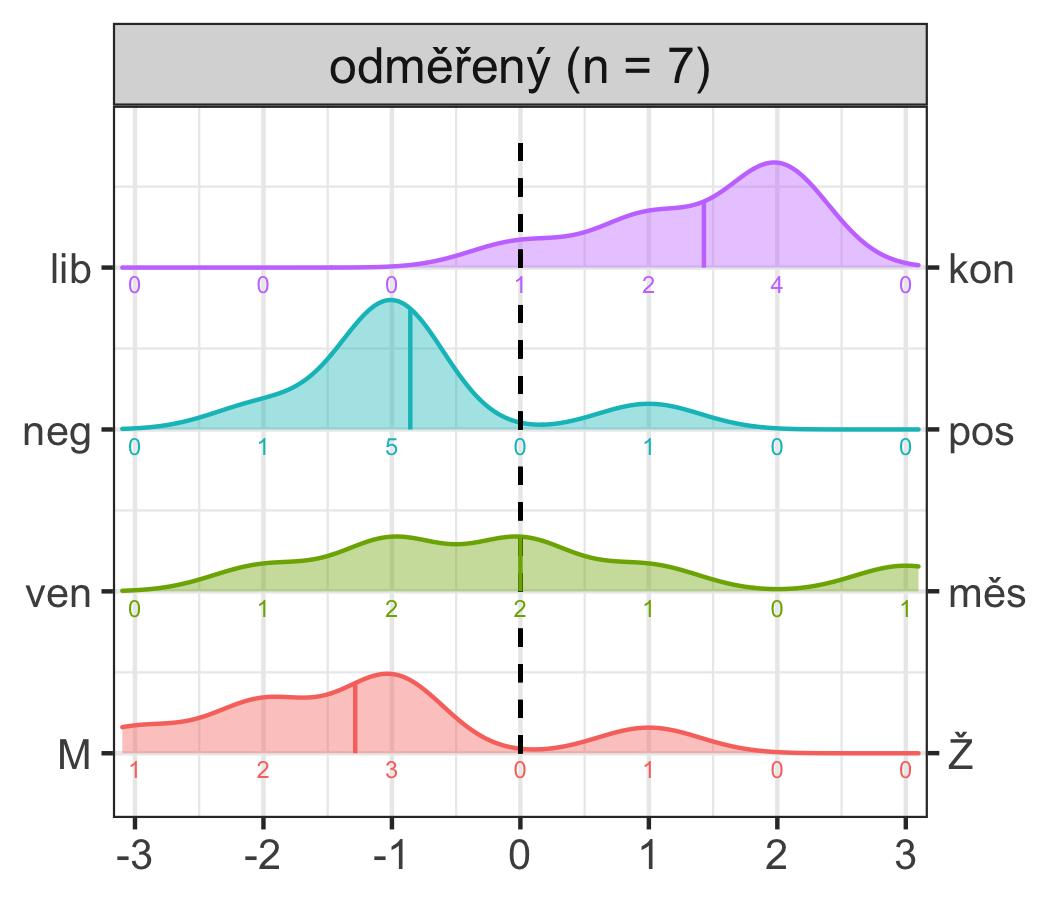 odměřený (n = 7)
lib kon
0 0 0 1 2 4 0
neg pos
0 1 5 0 1 0 0
ven měs
0 1 2 2 1 0 1
M Ž
1 2 3 0 1 0 0
-3 -2 -1 0 1 2 3